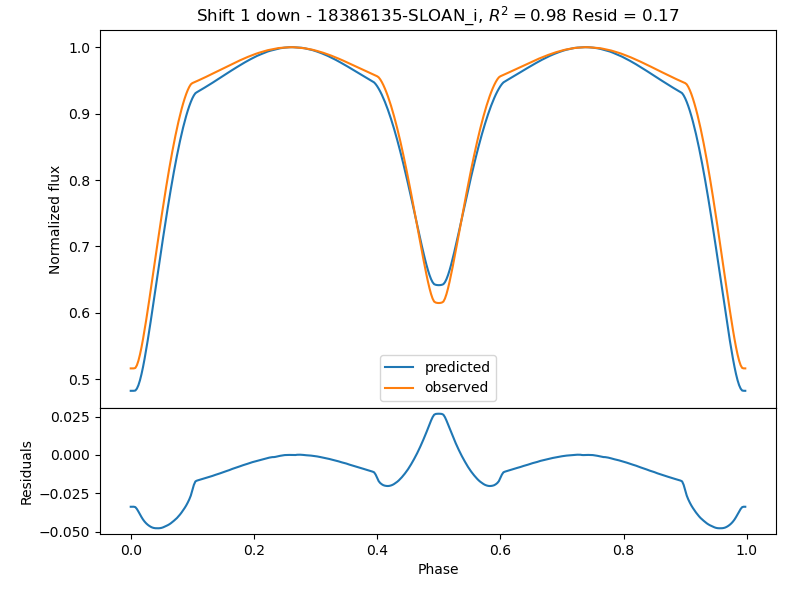 Shift 1 down - 18386135-SLOAN_i, R² = 0.98 Resid = 0.17
1.0
0.9
0.8
0.7
0.6
0.5
Normalized flux
predicted
observed
0.025
0.000
−0.025
−0.050
Residuals
0.0 0.2 0.4 0.6 0.8 1.0
Phase